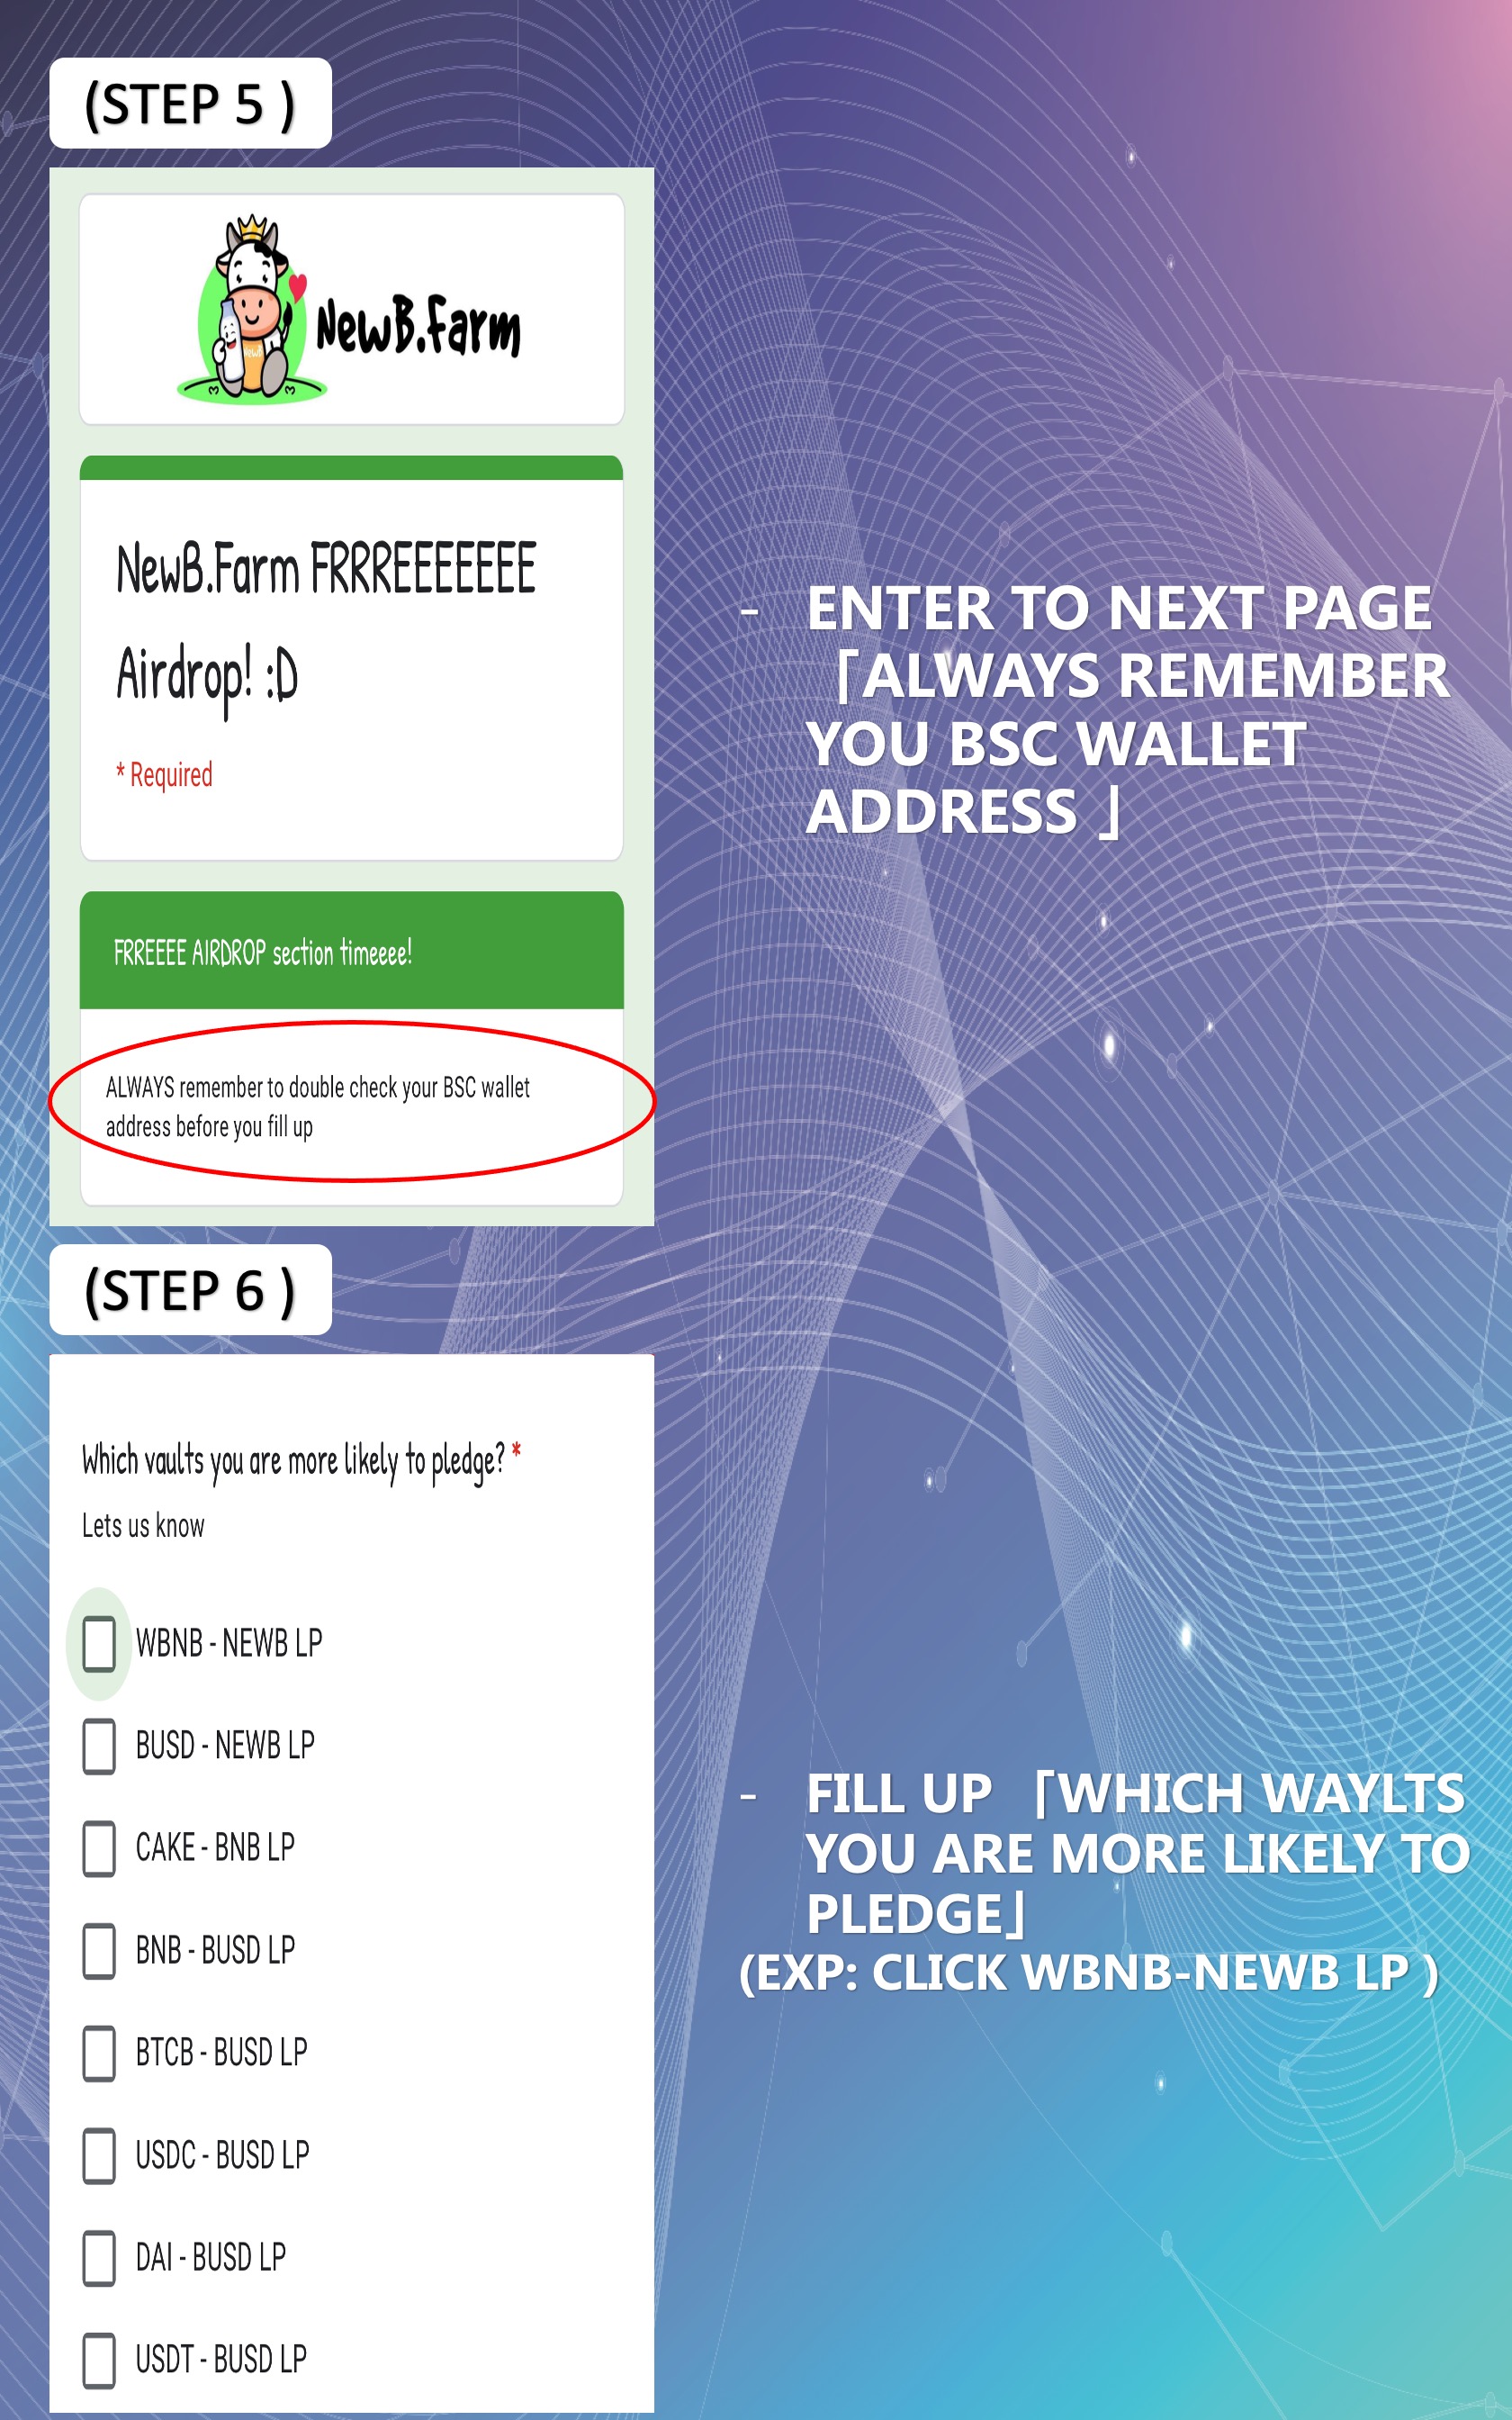 (STEP 5 )
NewB
NewB.Farm
NewB.Farm FRRREEEEEEE
Airdrop! :D
* Required
FRREEEE AIRDROP section timeeee!
ALWAYS remember to double check your BSC wallet
address before you fill up
- ENTER TO NEXT PAGE
「ALWAYS REMEMBER
YOU BSC WALLET
ADDRESS 」
(STEP 6 )
Which vaults you are more likely to pledge? *
Lets us know
WBNB - NEWB LP
BUSD - NEWB LP
CAKE - BNB LP
BNB - BUSD LP
BTCB - BUSD LP
USDC - BUSD LP
DAI - BUSD LP
USDT - BUSD LP
- FILL UP 「WHICH WAYLTS
YOU ARE MORE LIKELY TO
PLEDGE」
(EXP: CLICK WBNB-NEWB LP )